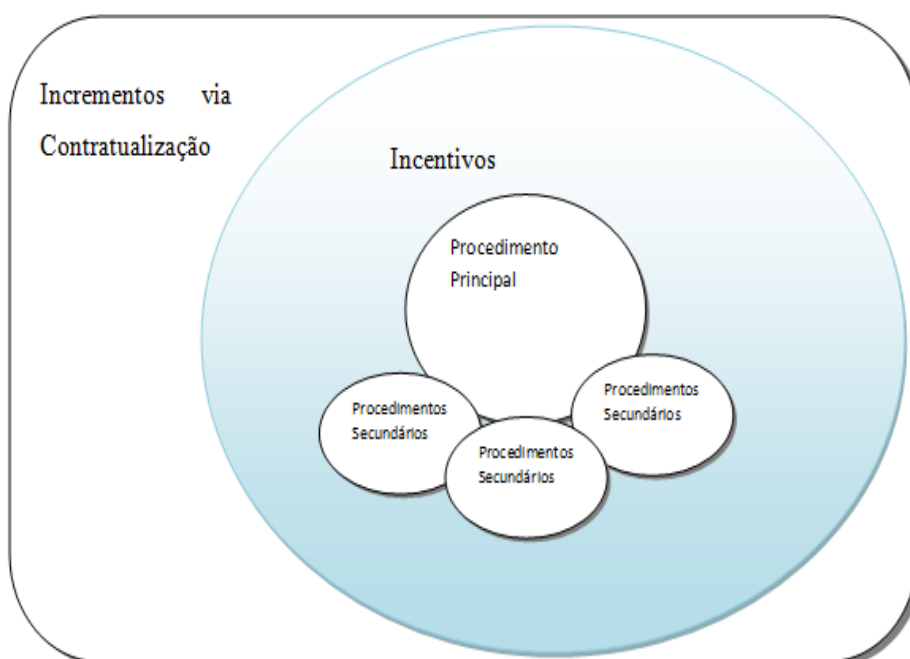 Incrementos via
Contratualização
Incentivos
Procedimento
Principal
Procedimentos
Secundários
Procedimentos
Secundários
Procedimentos
Secundários